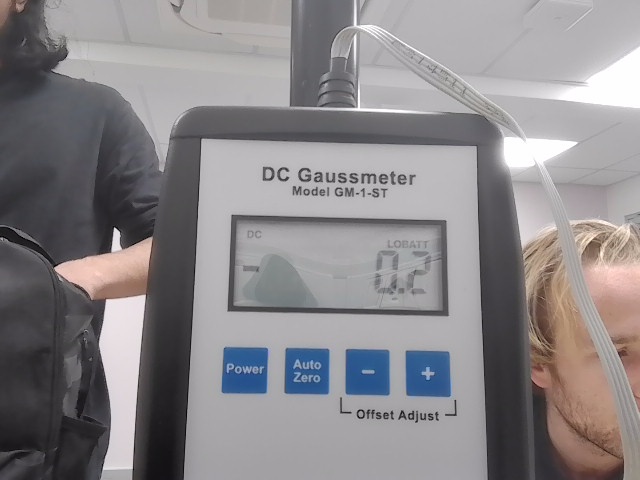 DC Gaussmeter
Model GM-1-ST
DC
LOBATT
-0.2
Power
Auto
Zero
-
+
Offset Adjust